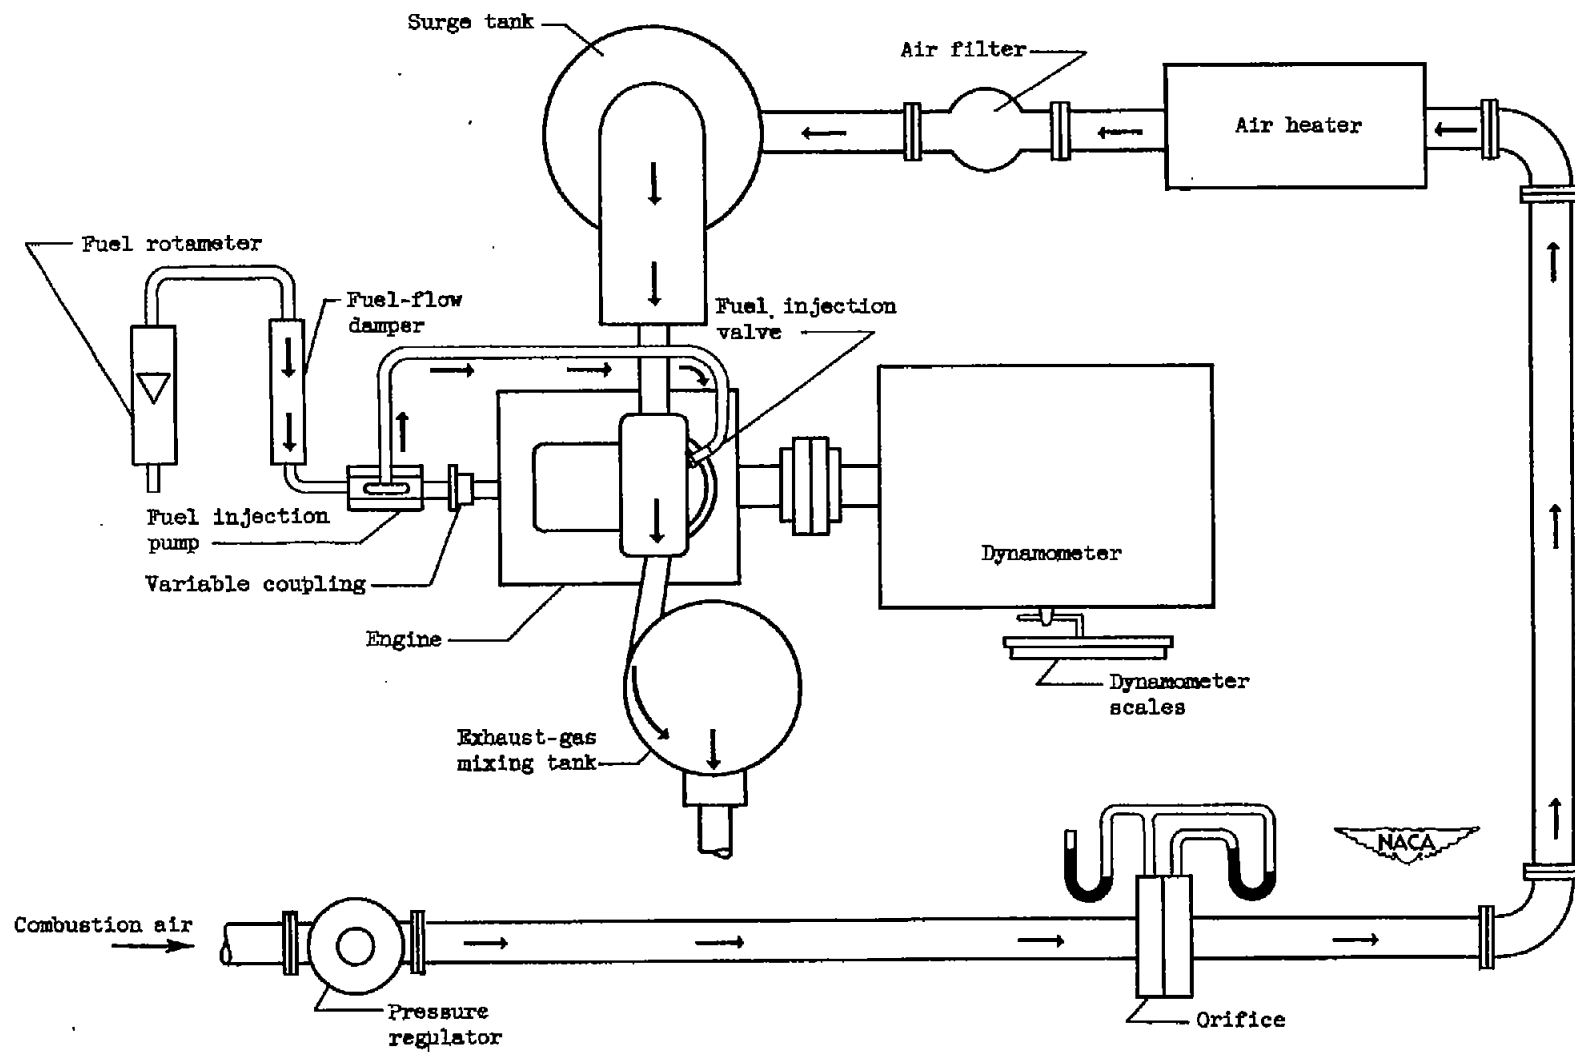 Surge tank
Air filter
Air heater
Fuel rotameter
Fuel-flow
damper
Fuel injection
valve
Fuel injection
pump
Variable coupling
Engine
Dynamometer
Dynamometer
scales
Exhaust-gas
mixing tank
NACA
Combustion air
Pressure
regulator
Orifice